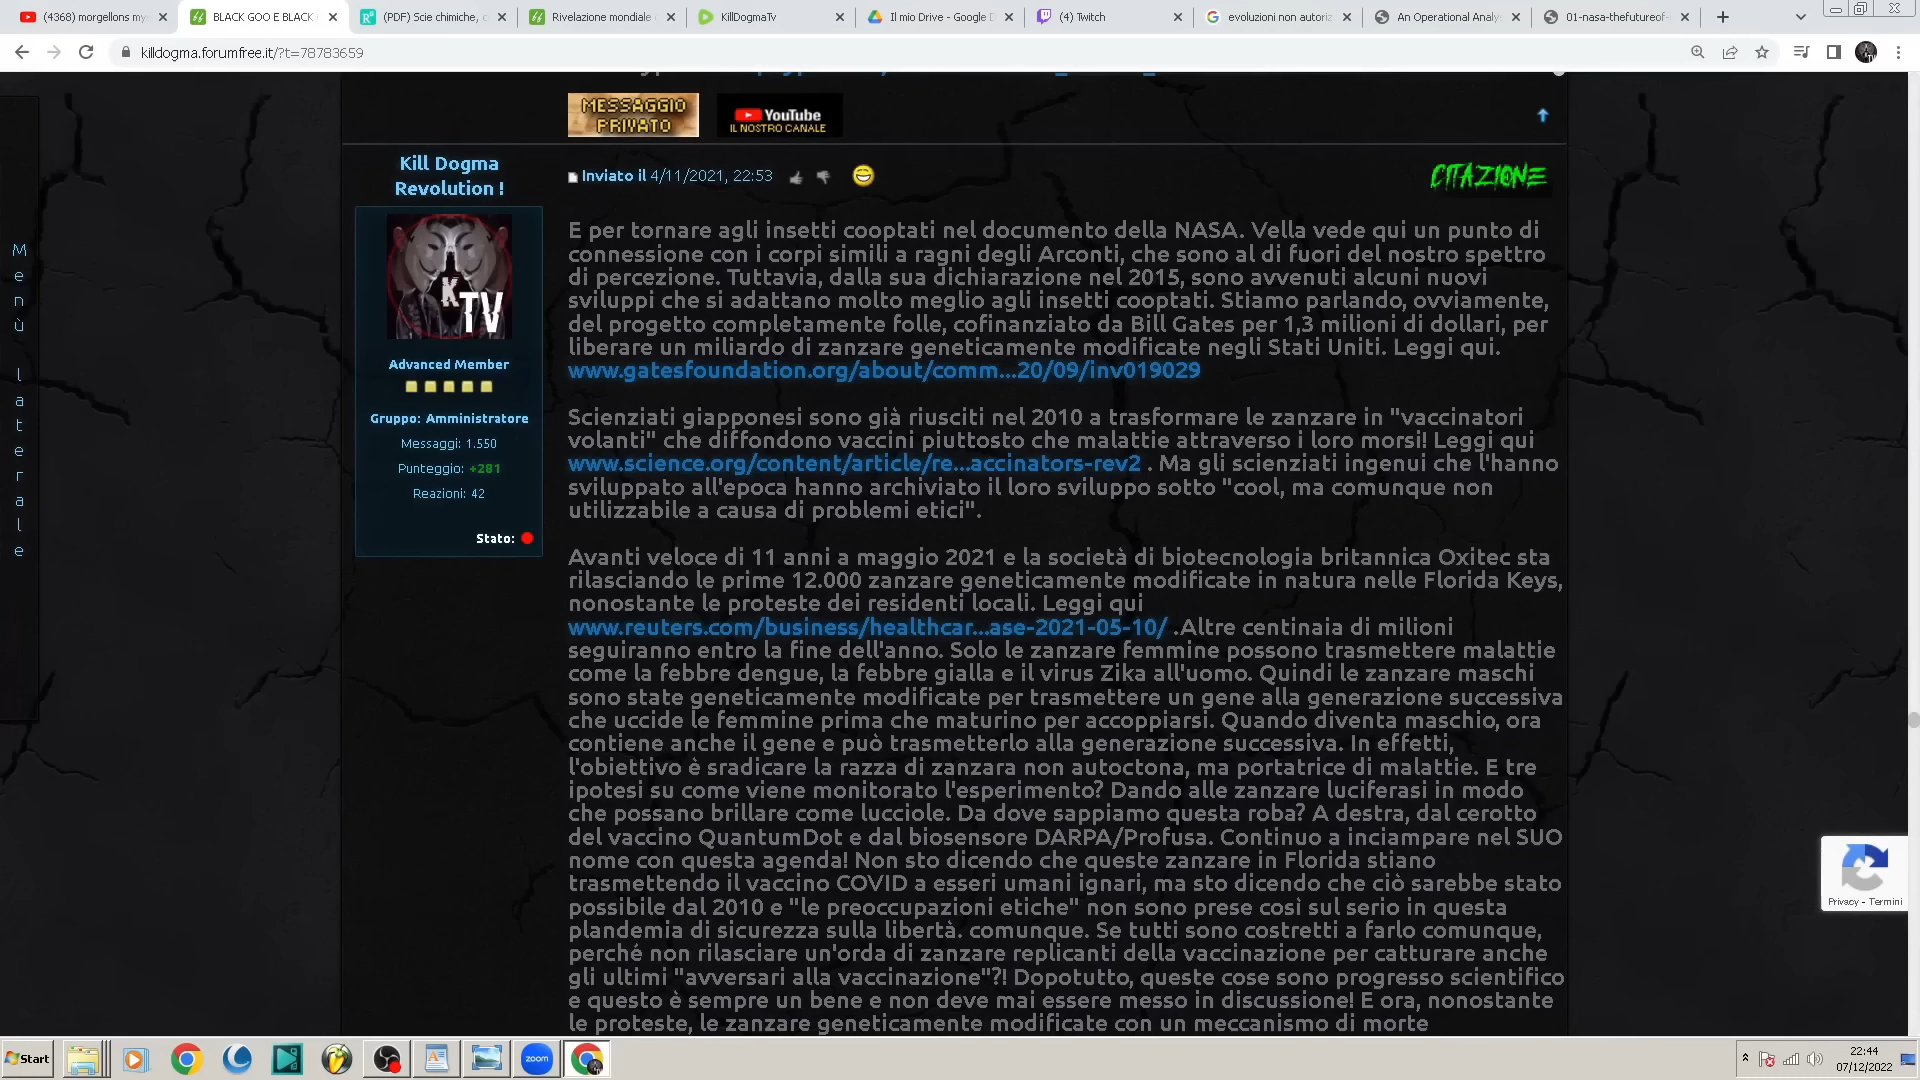 (4368) morgellons my
BLACK GOO E BLACK
(PDF) Scie chimiche,
Rivelazione mondiale
KillDogmaTv
Il mio Drive - Google D
(4) Twitch
evoluzioni non autoriz
An Operational Analy
01-nasa-thefutureof-
killdogma.forumfree.it/?t=78783659
MESSAGGIO
PRIVATO
YouTube
IL NOSTRO CANALE
Menù laterale
Kill Dogma
Revolution !
K
TV
Advanced Member
Gruppo: Amministratore
Messaggi: 1.550
Punteggio: +281
Reazioni: 42
Stato:
Inviato il 4/11/2021, 22:53
CITAZIONE
E per tornare agli insetti cooptati nel documento della NASA. Vella vede qui un punto di
connessione con i corpi simili a ragni degli Arconti, che sono al di fuori del nostro spettro
di percezione. Tuttavia, dalla sua dichiarazione nel 2015, sono avvenuti alcuni nuovi
sviluppi che si adattano molto meglio agli insetti cooptati. Stiamo parlando, ovviamente,
del progetto completamente folle, cofinanziato da Bill Gates per 1,3 milioni di dollari, per
liberare un miliardo di zanzare geneticamente modificate negli Stati Uniti. Leggi qui.
www.gatesfoundation.org/about/comm...20/09/inv019029
Scienziati giapponesi sono già riusciti nel 2010 a trasformare le zanzare in "vaccinatori
volanti" che diffondono vaccini piuttosto che malattie attraverso i loro morsi! Leggi qui
www.science.org/content/article/re...accinators-rev2 . Ma gli scienziati ingenui che l'hanno
sviluppato all'epoca hanno archiviato il loro sviluppo sotto "cool, ma comunque non
utilizzabile a causa di problemi etici".
Avanti veloce di 11 anni a maggio 2021 e la società di biotecnologia britannica Oxitec sta
rilasciando le prime 12.000 zanzare geneticamente modificate in natura nelle Florida Keys,
nonostante le proteste dei residenti locali. Leggi qui
www.reuters.com/business/healthcar...ase-2021-05-10/ .Altre centinaia di milioni
seguiranno entro la fine dell'anno. Solo le zanzare femmine possono trasmettere malattie
come la febbre dengue, la febbre gialla e il virus Zika all'uomo. Quindi le zanzare maschi
sono state geneticamente modificate per trasmettere un gene alla generazione successiva
che uccide le femmine prima che maturino per accoppiarsi. Quando diventa maschio, ora
contiene anche il gene e può trasmetterlo alla generazione successiva. In effetti,
l'obiettivo è sradicare la razza di zanzara non autoctona, ma portatrice di malattie. E tre
ipotesi su come viene monitorato l'esperimento? Dando alle zanzare luciferasi in modo
che possano brillare come lucciole. Da dove sappiamo questa roba? A destra, dal cerotto
del vaccino QuantumDot e dal biosensore DARPA/Profusa. Continuo a inciampare nel SUO
nome con questa agenda! Non sto dicendo che queste zanzare in Florida stiano
trasmettendo il vaccino COVID a esseri umani ignari, ma sto dicendo che ciò sarebbe stato
possibile dal 2010 e "le preoccupazioni etiche" non sono prese così sul serio in questa
plandemia di sicurezza sulla libertà. comunque. Se tutti sono costretti a farlo comunque,
perché non rilasciare un'orda di zanzare replicanti della vaccinazione per catturare anche
gli ultimi "avversari alla vaccinazione"?! Dopotutto, queste cose sono progresso scientifico
e questo è sempre un bene e non deve mai essere messo in discussione! E ora, nonostante
le proteste, le zanzare geneticamente modificate con un meccanismo di morte
Privacy - Termini
Start
zoom
22:44
07/12/2022